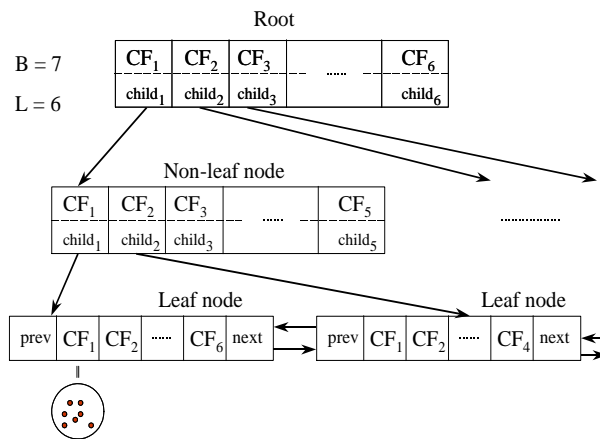 Root
B = 7
L = 6
CF₁ CF₂ CF₃ ..... CF₆
child₁ child₂ child₃ child₆
Non-leaf node
CF₁ CF₂ CF₃ ..... CF₅
child₁ child₂ child₃ child₅
.............
Leaf node Leaf node
prev CF₁ CF₂ ..... CF₆ next prev CF₁ CF₂ ..... CF₄ next